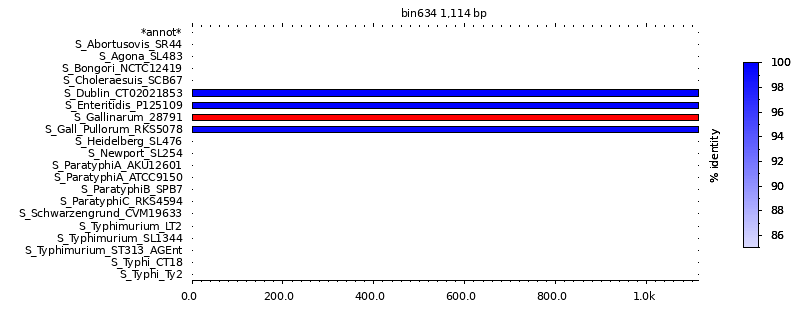 bin634 1,114 bp
*annot*
S_Abortusovis_SR44
S_Agona_SL483
S_Bongori_NCTC12419
S_Choleraesuis_SCB67
S_Dublin_CT02021853
S_Enteritidis_P125109
S_Gallinarum_28791
S_Gall_Pullorum_RKS5078
S_Heidelberg_SL476
S_Newport_SL254
S_ParatyphiA_AKU12601
S_ParatyphiA_ATCC9150
S_ParatyphiB_SPB7
S_ParatyphiC_RKS4594
S_Schwarzengrund_CVM19633
S_Typhimurium_LT2
S_Typhimurium_SL1344
S_Typhimurium_ST313_AGEnt
S_Typhi_CT18
S_Typhi_Ty2
0.0 200.0 400.0 600.0 800.0 1.0k
% identity
100
98
96
94
92
90
88
86